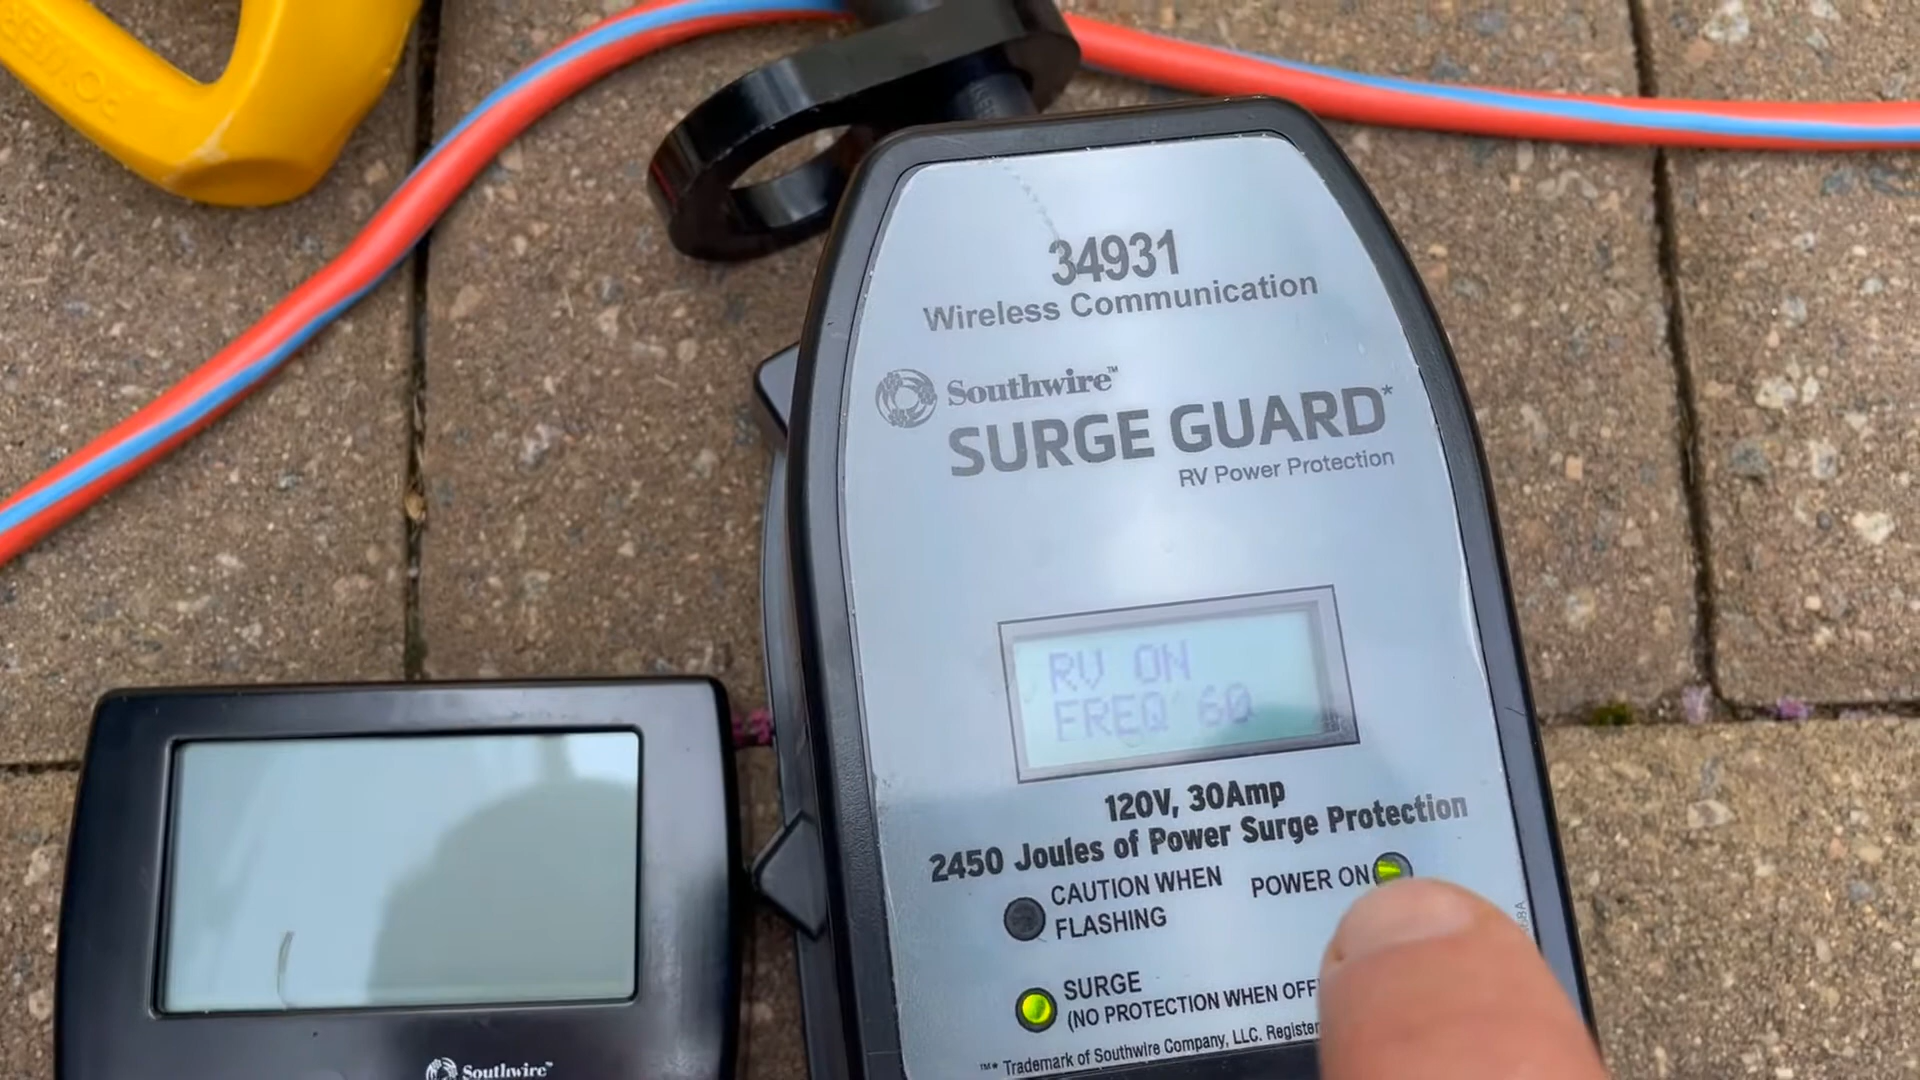 POWER
34931
Wireless Communication
Southwire™
SURGE GUARD*
RV Power Protection
RV ON
FREQ 60
120V, 30Amp
2450 Joules of Power Surge Protection
CAUTION WHEN
FLASHING
POWER ON
SURGE
(NO PROTECTION WHEN OFF
™* Trademark of Southwire Company, LLC. Register
Southwire™